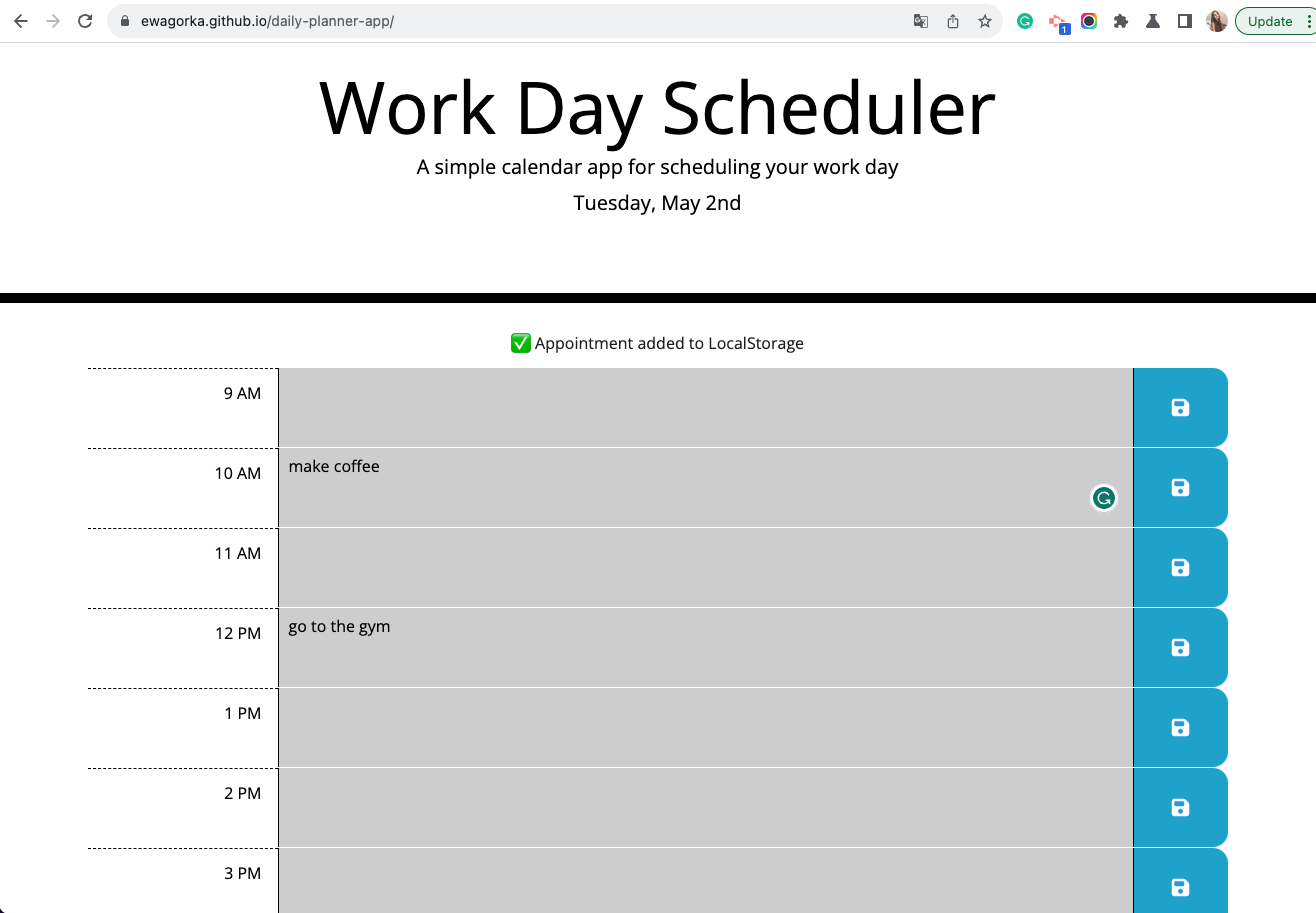 ewagorka.github.io/daily-planner-app/
1
Update
Work Day Scheduler
A simple calendar app for scheduling your work day
Tuesday, May 2nd
✅ Appointment added to LocalStorage
9 AM
10 AM make coffee
11 AM
12 PM go to the gym
1 PM
2 PM
3 PM